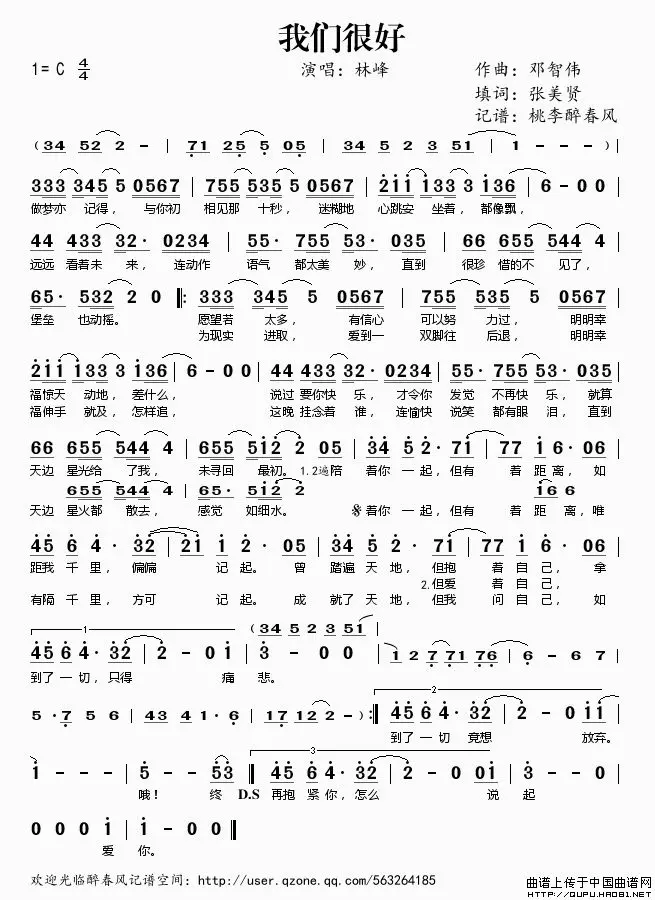 我们很好
1= C 4/4 演唱：林峰 作曲：邓智伟
填词：张美贤
记谱：桃李醉春风
（34 52 2 - | 71 25 5 05 | 34 5 2 3 51 | 1 - - -）|
333 345 5 0567 | 755 535 5 0567 | 211 133 3 136 | 6 - 0 0 |
做梦亦 记得， 与你初 相见那 十秒， 迷糊地 心跳安 坐着， 都像飘，
44 433 32· 0234 | 55· 755 53· 035 | 66 655 544 4 |
远远 看着未 来， 连动作 语气 都太美 妙， 直到 很珍 惜的不 见了，
65· 532 2 0 ‖: 333 345 5 0567 | 755 535 5 0567 |
堡垒 也动摇。 愿望若 太多， 有信心 可以努 力过， 明明幸
为现实 进取， 爱到一 双脚往 后退， 明明幸
211 133 3 136 | 6 - 0 0 | 44 433 32· 0234 | 55· 755 53· 035 |
福惊天 动地， 差什么， 说过 要你快 乐， 才令你 发觉 不再快 乐， 就算
福伸手 就及， 怎样追， 这晚 挂念着 谁， 连愉快 说笑 都有眼 泪， 直到
66 655 544 4 | 655 512 2 05 | 34 5 2· 71 | 77 1 6· 06 |
天边 星光给 了我， 未寻回 最初。 1.2遍陪 着你 一 起， 但有 着 距 离， 如
655 544 4 65· 512 2 16 6
天边 星火都 散去， 感觉 如细水。 𝄋着你 一 起， 但有 着 距 离， 唯
45 6 4· 32 | 21 1 2· 05 | 34 5 2· 71 | 77 1 6· 06 |
距我 千 里， 偏偏 记 起。 曾 踏遍 天 地， 但抱 着 自 己， 拿
2.但爱 着 自 己，
有隔 千 里， 方可 记 起。 成 就了 天 地， 但我 问 自 己， 如
1
（34 5 2 3 51 |
45 6 4· 32 | 2 - 0 1 | 3 - 0 0 | 1 2 7 71 76 | 6 - 6 7 |
到了 一 切， 只得 痛 悲。
5 · 7 5 6 | 43 4 1· 6 | 17 12 2 -）:‖ 45 6 4· 32 | 2 - 0 11 |
2
到了 一 切 竟想 放弃。
1 - - - | 5 - - 53 ‖ 45 6 4· 32 | 2 - 0 01 | 3 - 0 0 |
3
哦！ 终 D.S 再抱 紧 你， 怎么 说 起
0 0 0 1 | 1 - 0 0 ‖
爱 你。
欢迎光临醉春风记谱空间：http://user.qzone.qq.com/563264185
曲谱上传于中国曲谱网
HTTP://QUPU.HAO81.NET